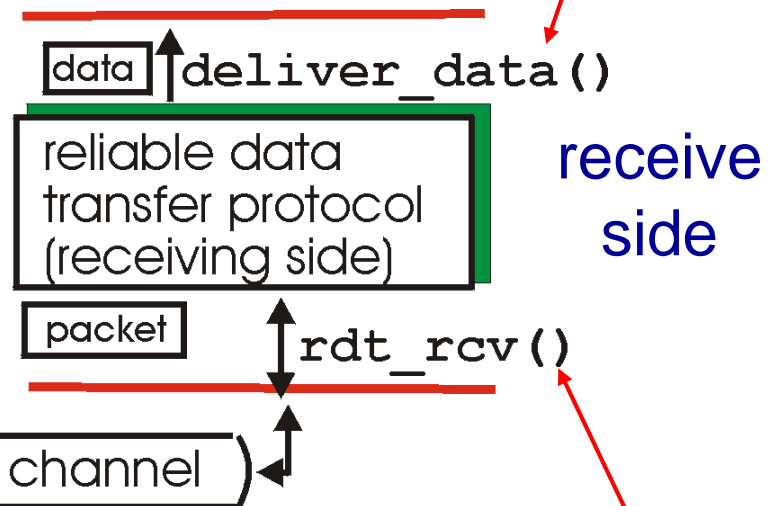 data
deliver_data()
reliable data
transfer protocol
(receiving side)
receive
side
packet
rdt_rcv()
channel